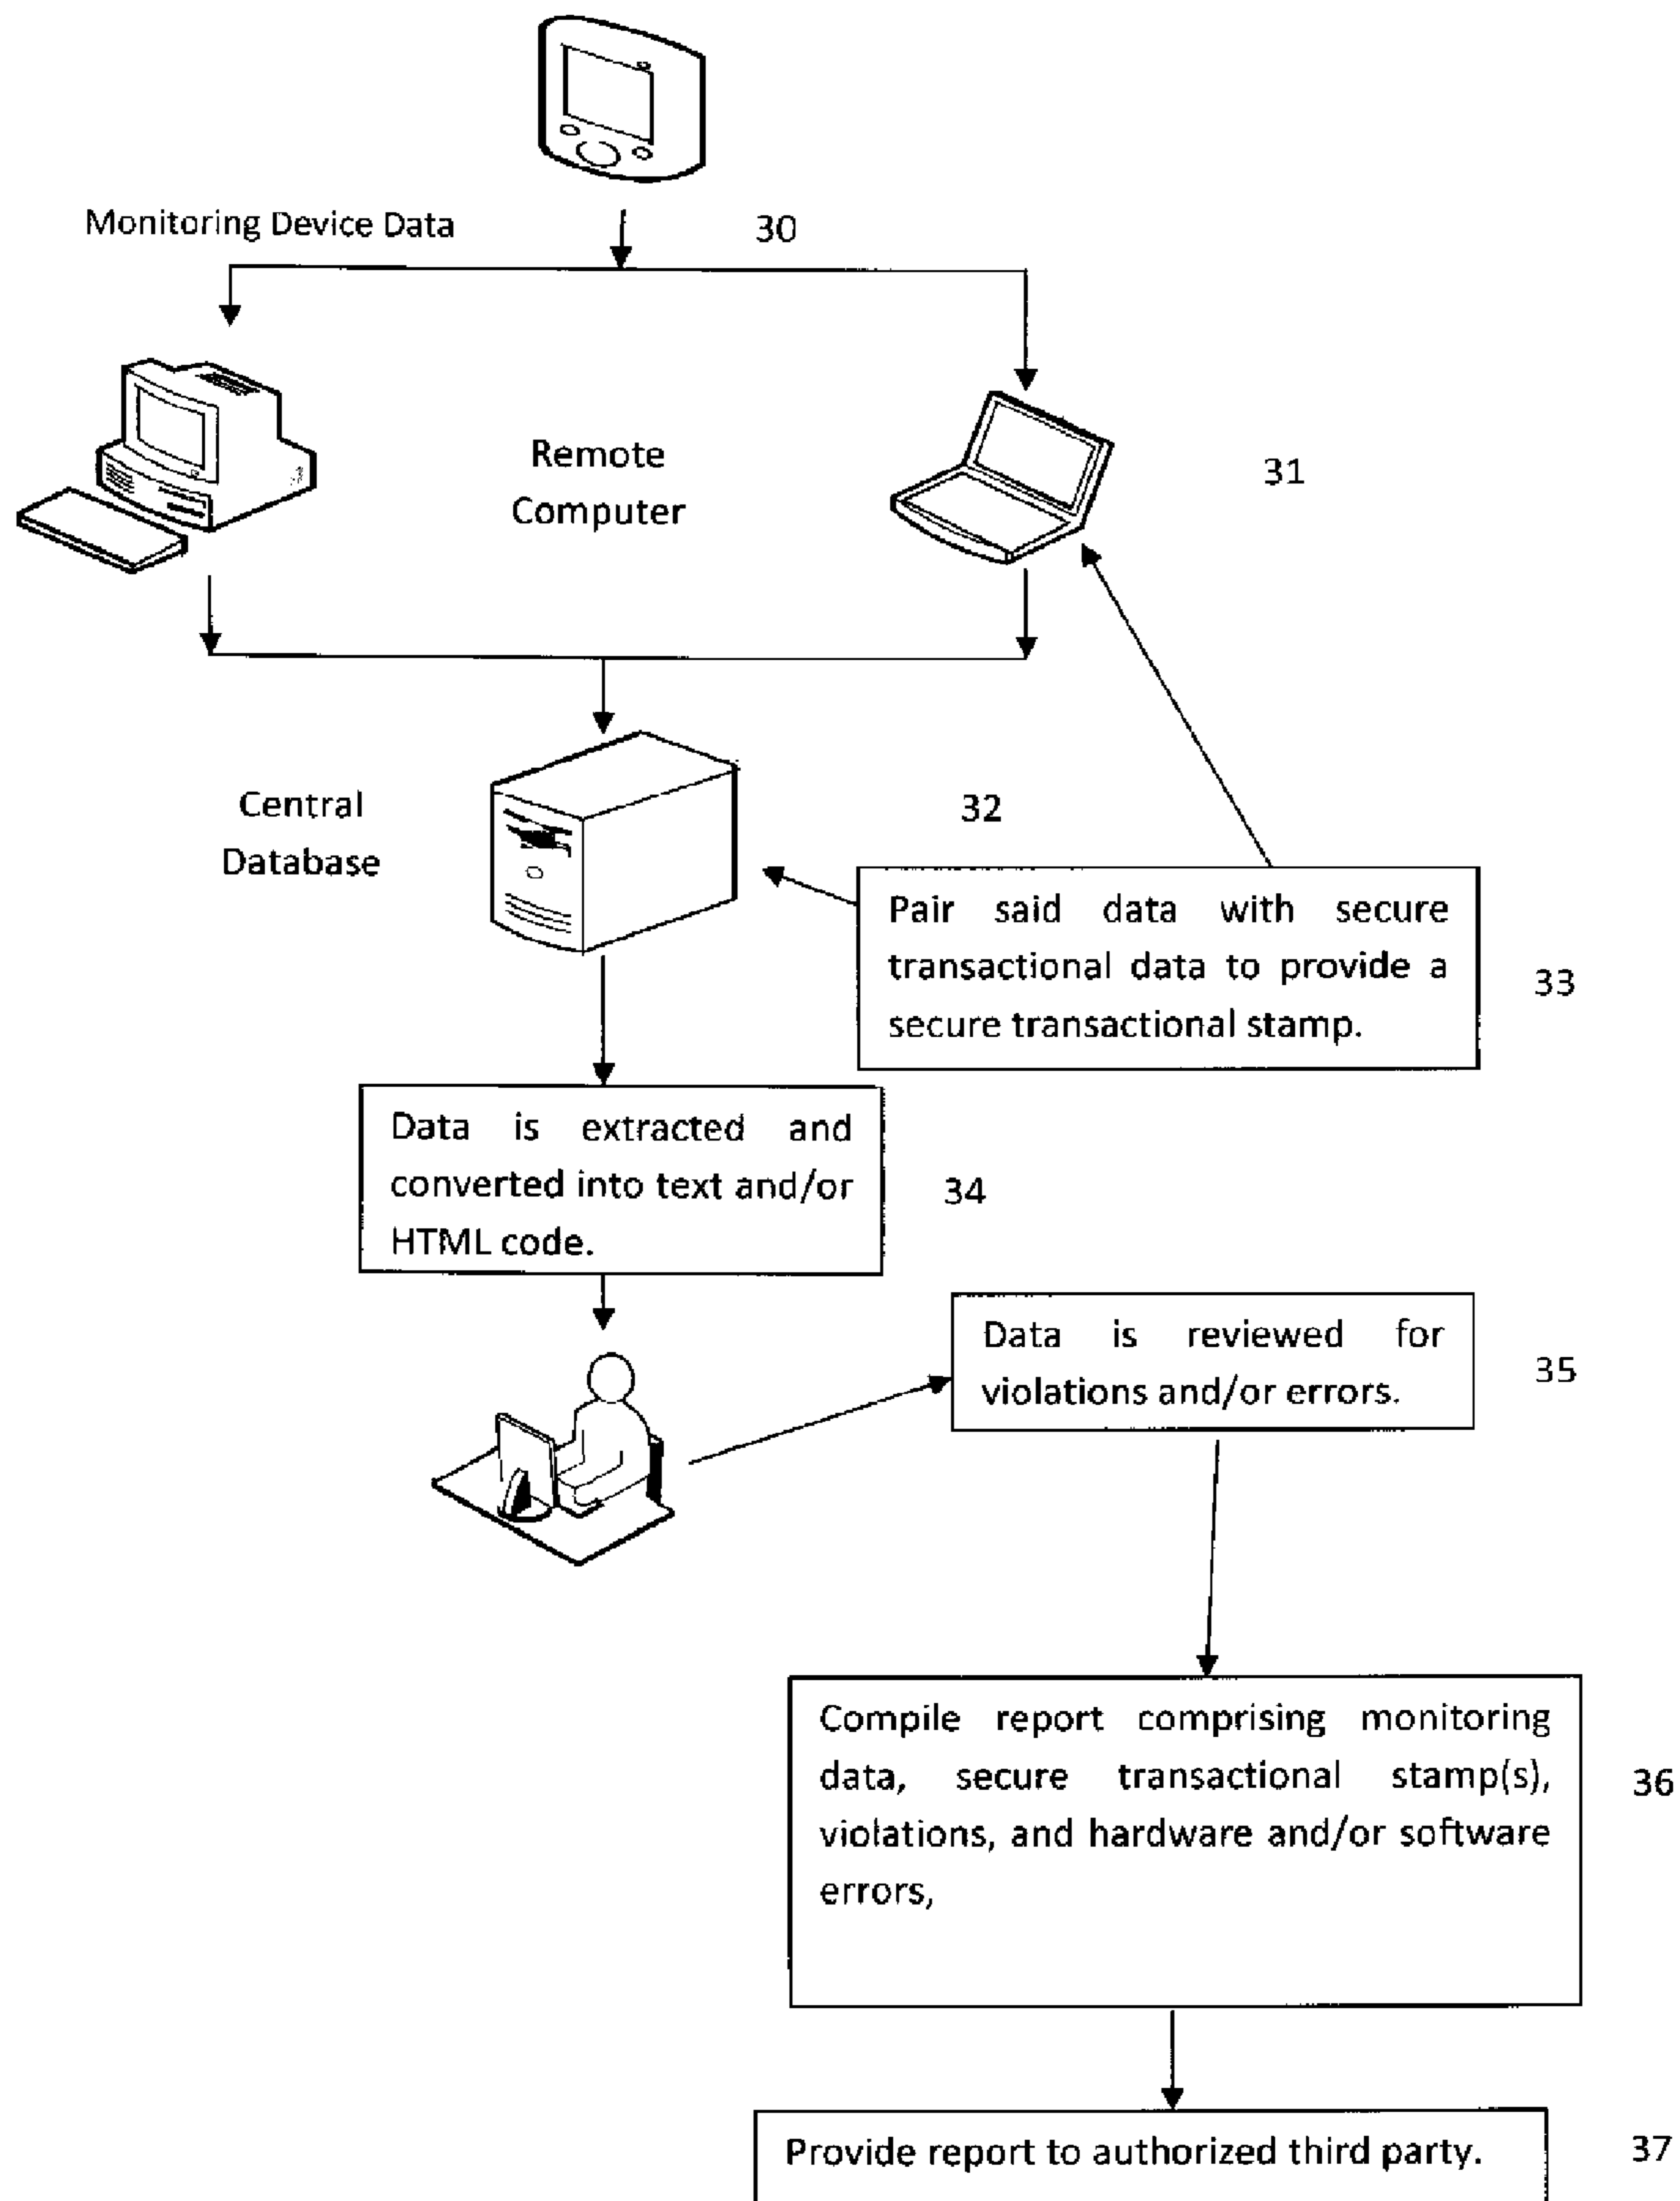 Monitoring Device Data
30
Remote
Computer
31
Central
Database
32
Pair said data with secure
transactional data to provide a
secure transactional stamp.
33
Data is extracted and
converted into text and/or
HTML code.
34
Data is reviewed for
violations and/or errors.
35
Compile report comprising monitoring
data, secure transactional stamp(s),
violations, and hardware and/or software
errors,
36
Provide report to authorized third party.
37